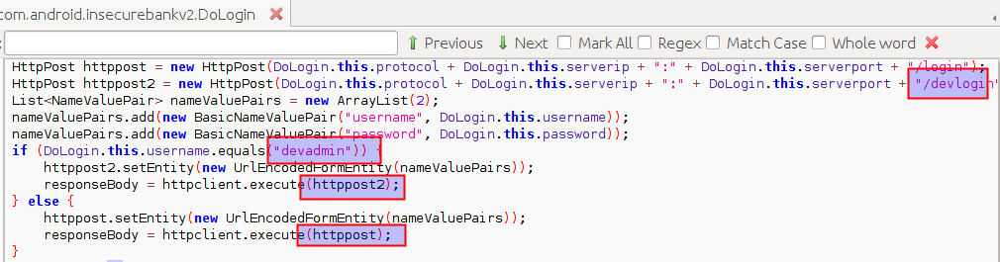 com.android.insecurebankv2.DoLogin
: Previous Next Mark All Regex Match Case Whole word
HttpPost httppost = new HttpPost(DoLogin.this.protocol + DoLogin.this.serverip + ":" + DoLogin.this.serverport + "/login");
HttpPost httppost2 = new HttpPost(DoLogin.this.protocol + DoLogin.this.serverip + ":" + DoLogin.this.serverport + "/devlogin"
List<NameValuePair> nameValuePairs = new ArrayList(2);
nameValuePairs.add(new BasicNameValuePair("username", DoLogin.this.username));
nameValuePairs.add(new BasicNameValuePair("password", DoLogin.this.password));
if (DoLogin.this.username.equals("devadmin")) {
    httppost2.setEntity(new UrlEncodedFormEntity(nameValuePairs));
    responseBody = httpclient.execute(httppost2);
} else {
    httppost.setEntity(new UrlEncodedFormEntity(nameValuePairs));
    responseBody = httpclient.execute(httppost);
}